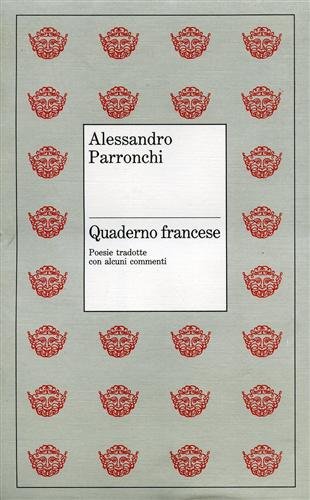 Alessandro
Parronchi
Quaderno francese
Poesie tradotte
con alcuni commenti